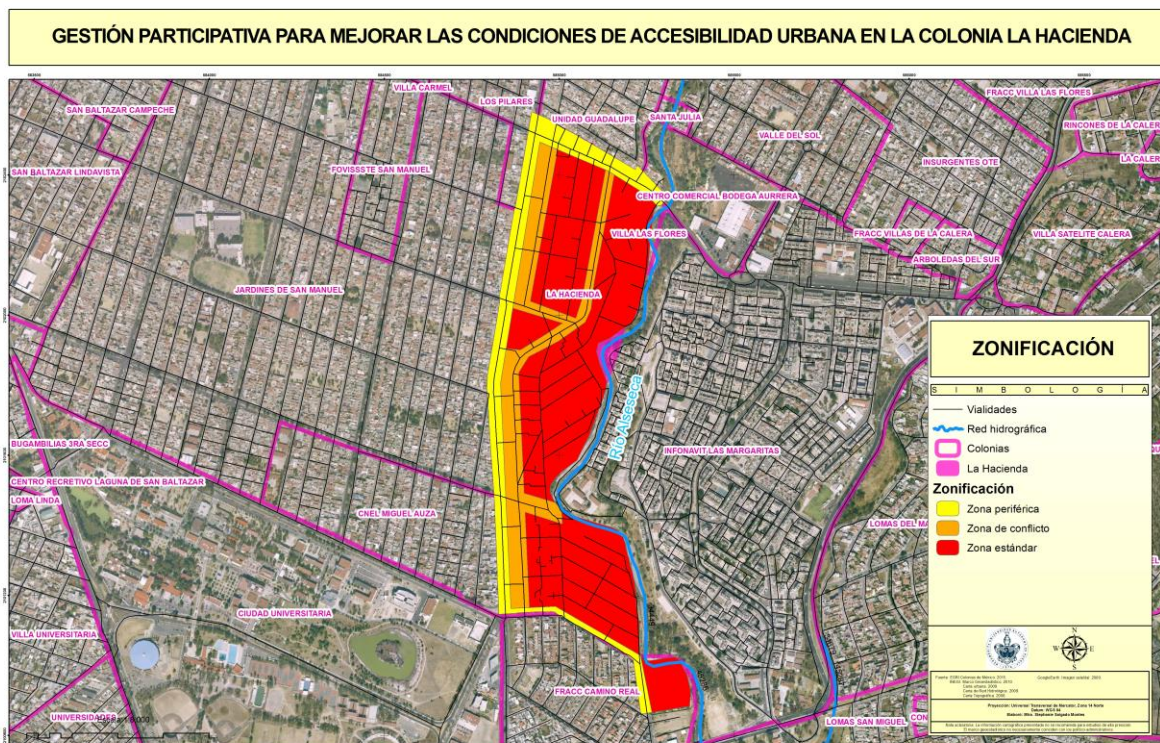 GESTIÓN PARTICIPATIVA PARA MEJORAR LAS CONDICIONES DE ACCESIBILIDAD URBANA EN LA COLONIA LA HACIENDA
VILLA CARMEL
SAN BALTAZAR CAMPECHE
LOS PILARES
UNIDAD GUADALUPE
SANTA JULIA
VALLE DEL SOL
FRACC VILLA LAS FLORES
RINCONES DE LA CALER
INSURGENTES OTE
LA CALER
SAN BALTAZAR LINDAVISTA
FOVISSSTE SAN MANUEL
CENTRO COMERCIAL BODEGA AURRERA
VILLA LAS FLORES
FRACC VILLAS DE LA CALERA
VILLA SATELITE CALERA
ARBOLEDAS DEL SUR
JARDINES DE SAN MANUEL
LA HACIENDA
Río Alseseca
BUGAMBILIAS 3RA SECC
CENTRO RECRETIVO LAGUNA DE SAN BALTAZAR
LOMA LINDA
INFONAVIT LAS MARGARITAS
CNEL MIGUEL AUZA
LOMAS DEL MA
CIUDAD UNIVERSITARIA
VILLA UNIVERSITARIA
FRACC CAMINO REAL
UNIVERSIDADES
LOMAS SAN MIGUEL
CON
ZONIFICACIÓN
SIMBOLOGÍA
Vialidades
Red hidrográfica
Colonias
La Hacienda
Zonificación
Zona periférica
Zona de conflicto
Zona estándar
N
W
E
S